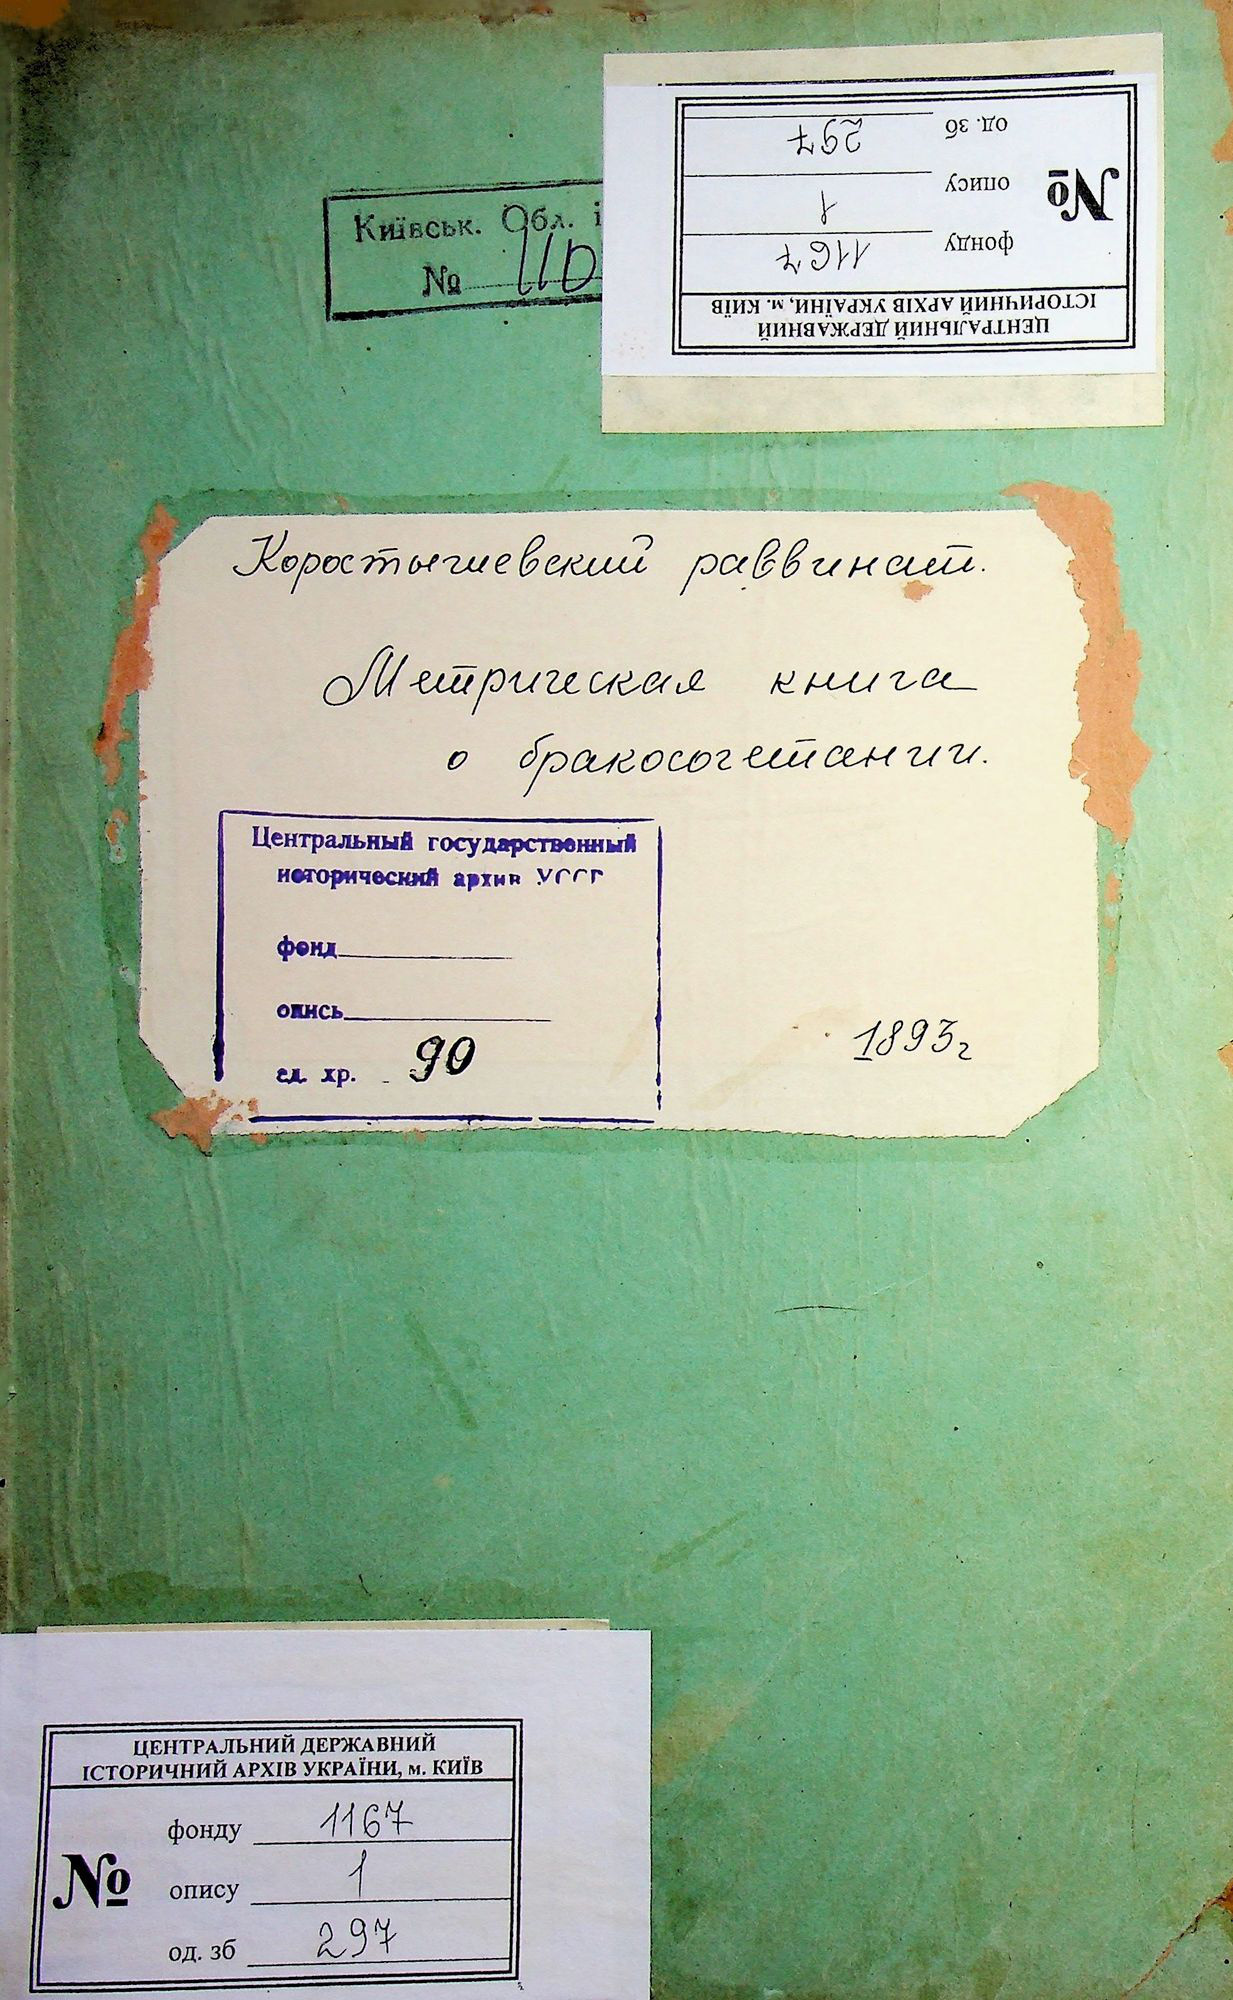 ЦЕНТРАЛЬНИЙ ДЕРЖАВНИЙ
ІСТОРИЧНИЙ АРХІВ УКРАЇНИ, м. КИЇВ
№
фонду 1167
опису 1
од. зб 297
Київськ. Обл. і
№ 110
Коростышевский раввинат.
Метрическая книга
о бракосочетании.
Центральный государственный
исторический архив УССР
фонд
опись
ед. хр. 90
1893г
ЦЕНТРАЛЬНИЙ ДЕРЖАВНИЙ
ІСТОРИЧНИЙ АРХІВ УКРАЇНИ, м. КИЇВ
№
фонду 1167
опису 1
од. зб 297